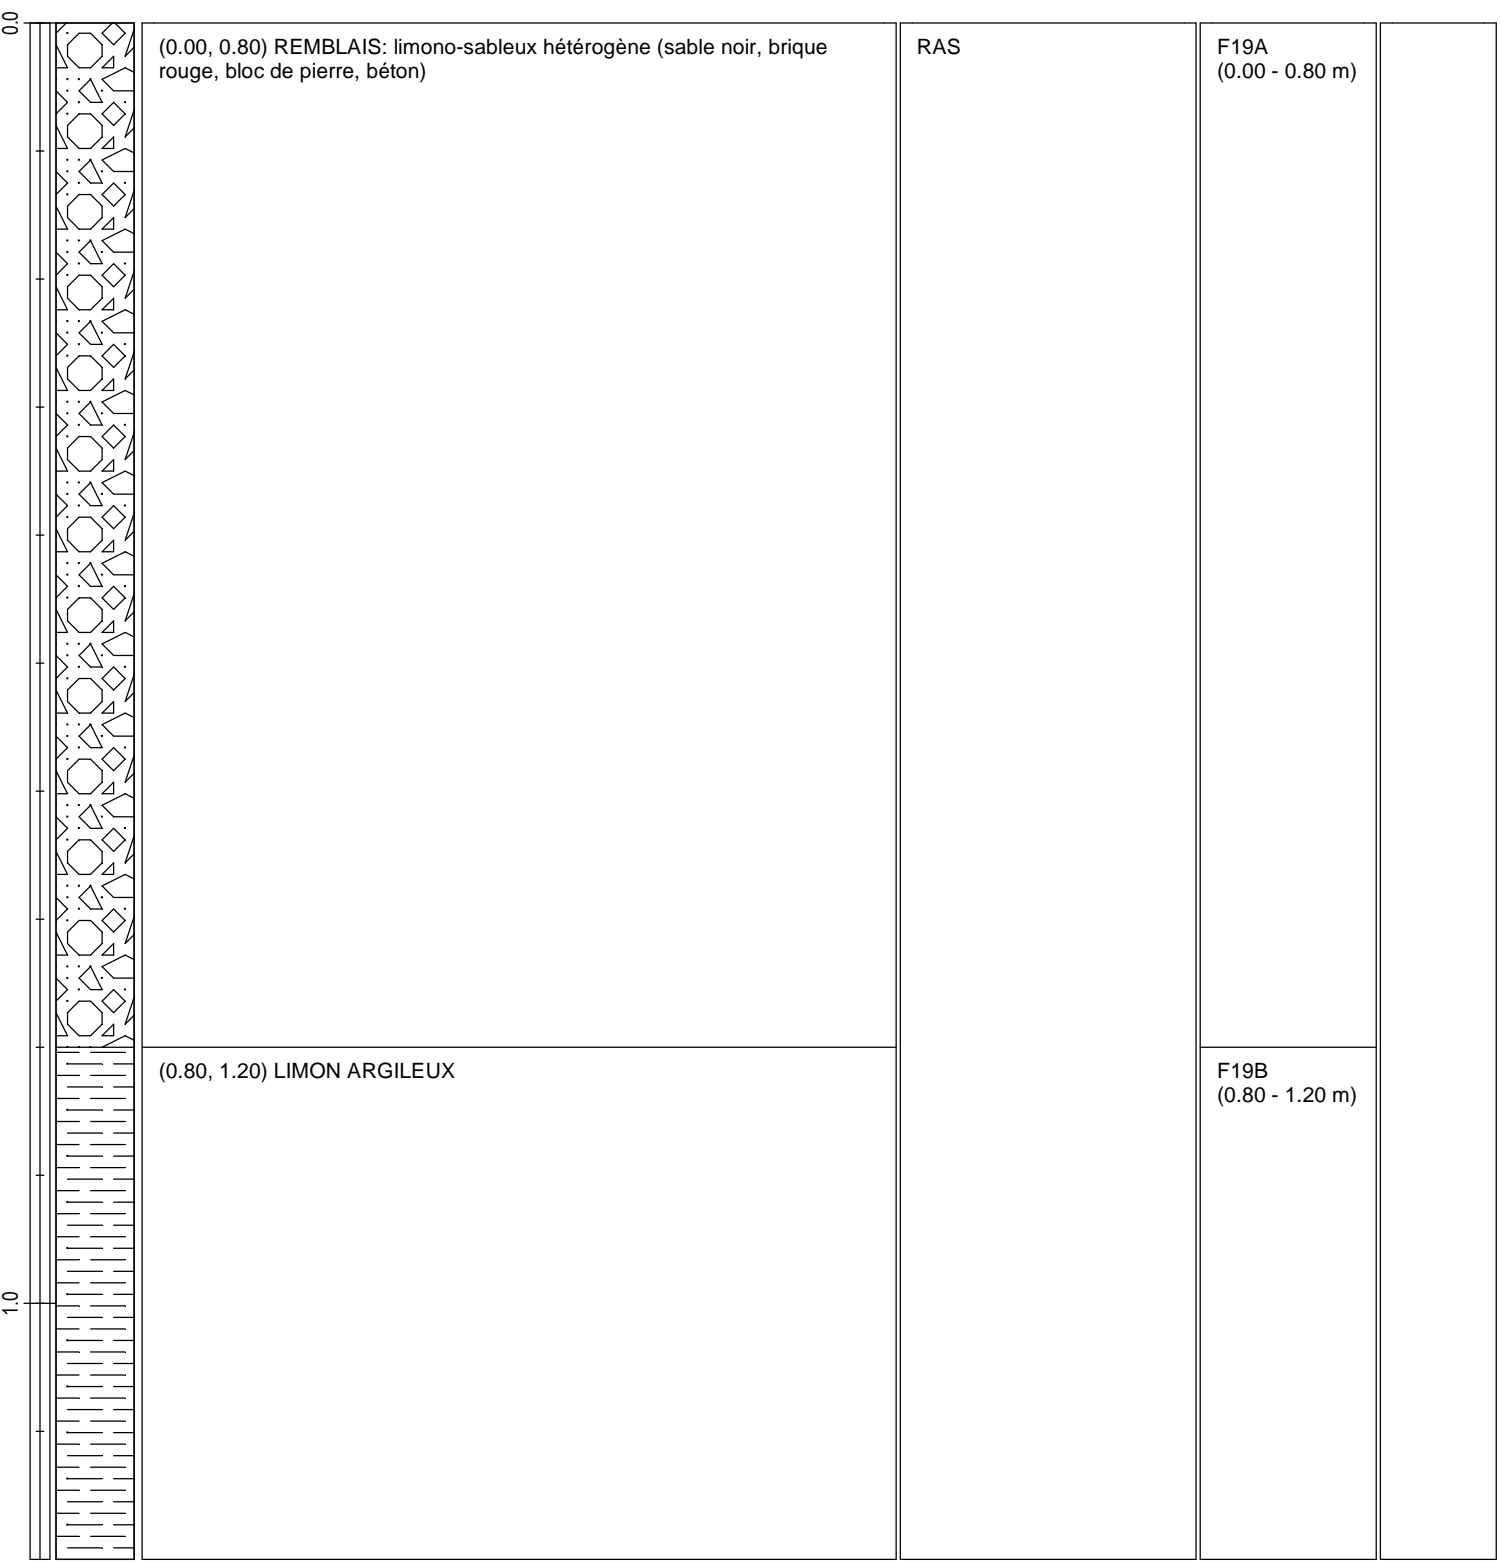 0.0
(0.00, 0.80) REMBLAIS: limono-sableux hétérogène (sable noir, brique
rouge, bloc de pierre, béton)
RAS
F19A
(0.00 - 0.80 m)
(0.80, 1.20) LIMON ARGILEUX
F19B
(0.80 - 1.20 m)
1.0